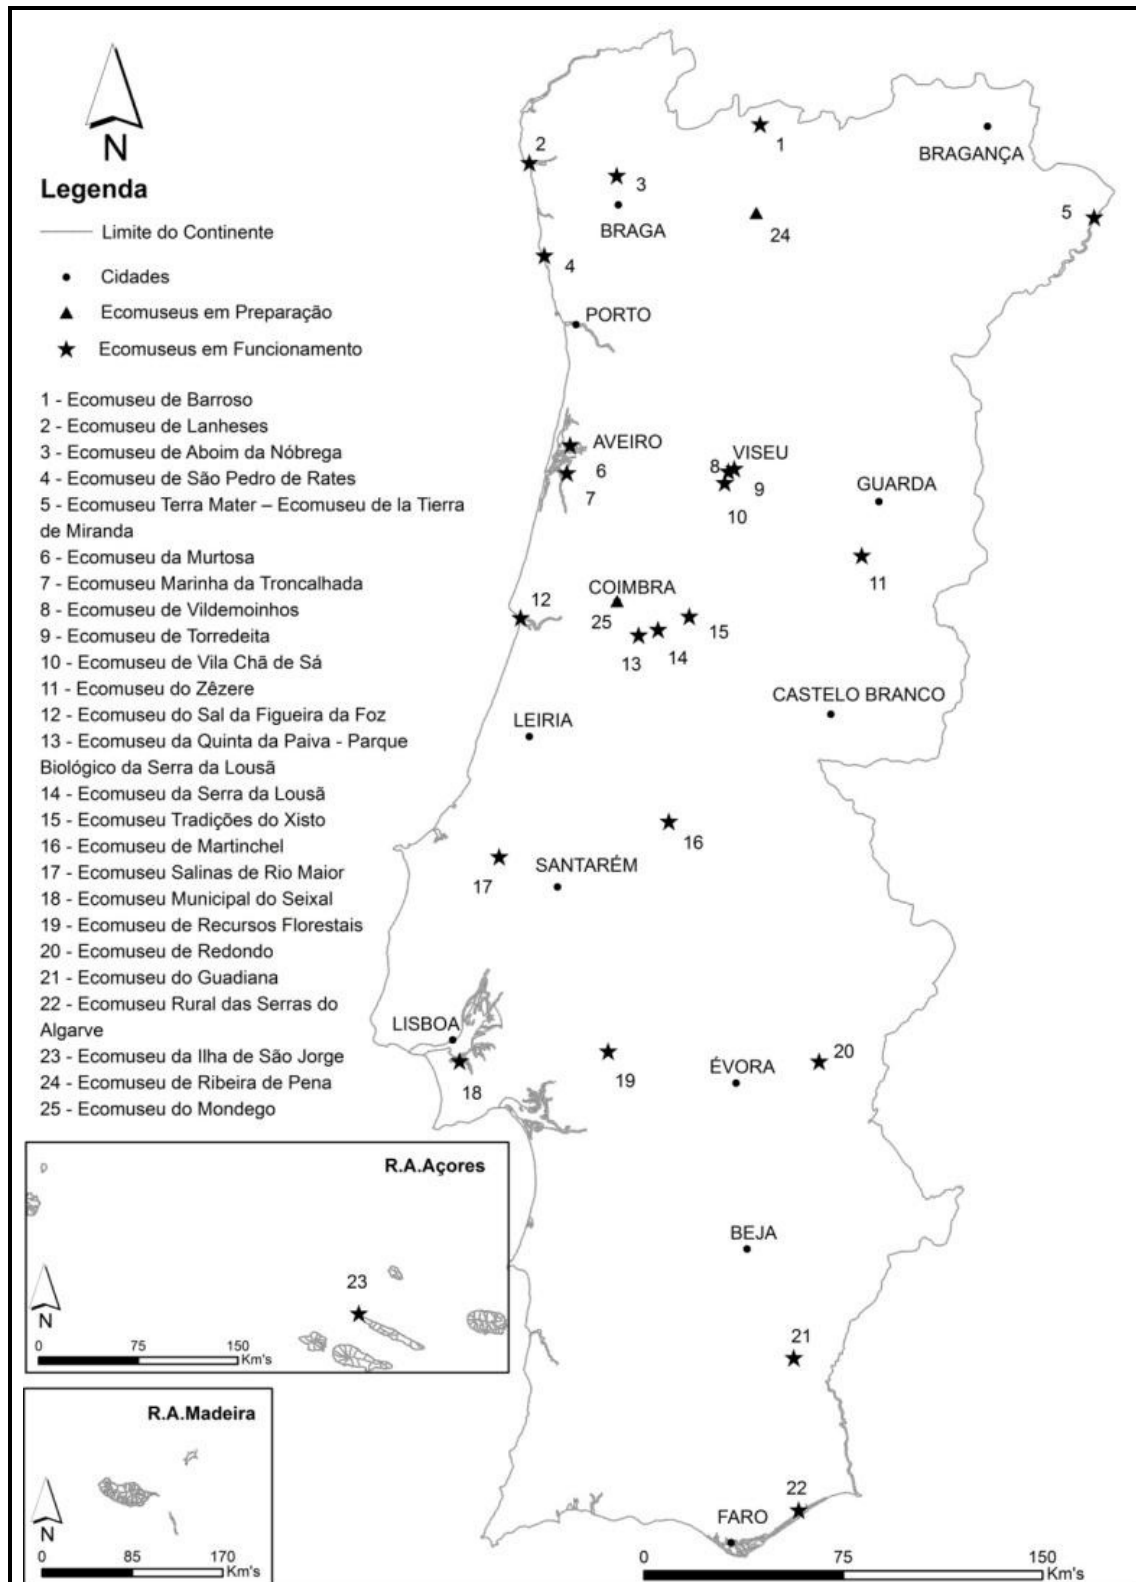 N
Legenda
Limite do Continente
Cidades
Ecomuseus em Preparação
Ecomuseus em Funcionamento
1 - Ecomuseu de Barroso
2 - Ecomuseu de Lanheses
3 - Ecomuseu de Aboim da Nóbrega
4 - Ecomuseu de São Pedro de Rates
5 - Ecomuseu Terra Mater – Ecomuseu de la Tierra
de Miranda
6 - Ecomuseu da Murtosa
7 - Ecomuseu Marinha da Troncalhada
8 - Ecomuseu de Vildemoinhos
9 - Ecomuseu de Torredeita
10 - Ecomuseu de Vila Chã de Sá
11 - Ecomuseu do Zêzere
12 - Ecomuseu do Sal da Figueira da Foz
13 - Ecomuseu da Quinta da Paiva - Parque
Biológico da Serra da Lousã
14 - Ecomuseu da Serra da Lousã
15 - Ecomuseu Tradições do Xisto
16 - Ecomuseu de Martinchel
17 - Ecomuseu Salinas de Rio Maior
18 - Ecomuseu Municipal do Seixal
19 - Ecomuseu de Recursos Florestais
20 - Ecomuseu de Redondo
21 - Ecomuseu do Guadiana
22 - Ecomuseu Rural das Serras do
Algarve
23 - Ecomuseu da Ilha de São Jorge
24 - Ecomuseu de Ribeira de Pena
25 - Ecomuseu do Mondego
1
BRAGANÇA
2
3
BRAGA
24
5
4
PORTO
AVEIRO
6
7
8
VISEU
9
10
GUARDA
11
COIMBRA
12
25
13
14
15
CASTELO BRANCO
LEIRIA
16
SANTARÉM
17
LISBOA
18
19
ÉVORA
20
BEJA
21
22
FARO
R.A.Açores
23
N
0 75 150
Km's
R.A.Madeira
N
0 85 170
Km's
0 75 150
Km's